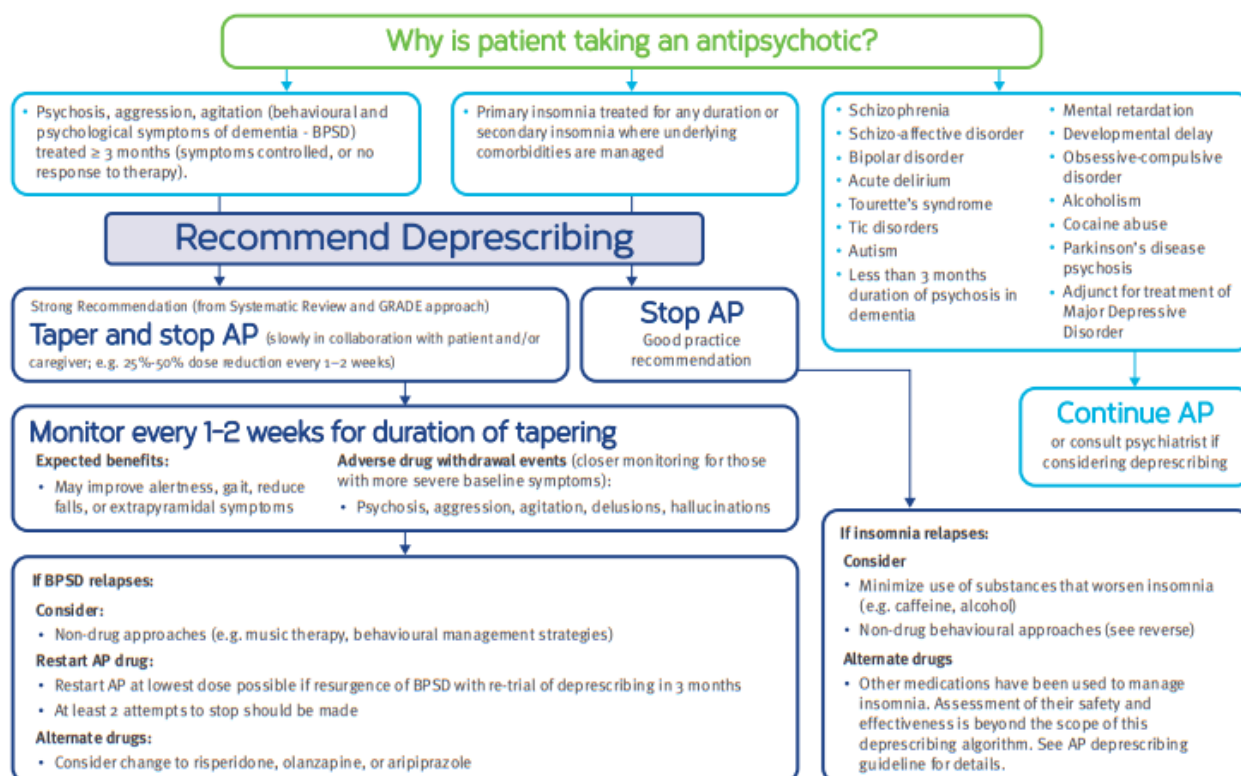 Why is patient taking an antipsychotic?
• Psychosis, aggression, agitation (behavioural and
psychological symptoms of dementia - BPSD)
treated ≥ 3 months (symptoms controlled, or no
response to therapy).
• Primary insomnia treated for any duration or
secondary insomnia where underlying
comorbidities are managed
• Schizophrenia
• Schizo-affective disorder
• Bipolar disorder
• Acute delirium
• Tourette's syndrome
• Tic disorders
• Autism
• Less than 3 months
duration of psychosis in
dementia
• Mental retardation
• Developmental delay
• Obsessive-compulsive
disorder
• Alcoholism
• Cocaine abuse
• Parkinson's disease
psychosis
• Adjunct for treatment of
Major Depressive
Disorder
Recommend Deprescribing
Strong Recommendation (from Systematic Review and GRADE approach)
Taper and stop AP (slowly in collaboration with patient and/or
caregiver; e.g. 25%-50% dose reduction every 1–2 weeks)
Stop AP
Good practice
recommendation
Continue AP
or consult psychiatrist if
considering deprescribing
Monitor every 1–2 weeks for duration of tapering
Expected benefits:
• May improve alertness, gait, reduce
falls, or extrapyramidal symptoms
Adverse drug withdrawal events (closer monitoring for those
with more severe baseline symptoms):
• Psychosis, aggression, agitation, delusions, hallucinations
If BPSD relapses:
Consider:
• Non-drug approaches (e.g. music therapy, behavioural management strategies)
Restart AP drug:
• Restart AP at lowest dose possible if resurgence of BPSD with re-trial of deprescribing in 3 months
• At least 2 attempts to stop should be made
Alternate drugs:
• Consider change to risperidone, olanzapine, or aripiprazole
If insomnia relapses:
Consider
• Minimize use of substances that worsen insomnia
(e.g. caffeine, alcohol)
• Non-drug behavioural approaches (see reverse)
Alternate drugs
• Other medications have been used to manage
insomnia. Assessment of their safety and
effectiveness is beyond the scope of this
deprescribing algorithm. See AP deprescribing
guideline for details.